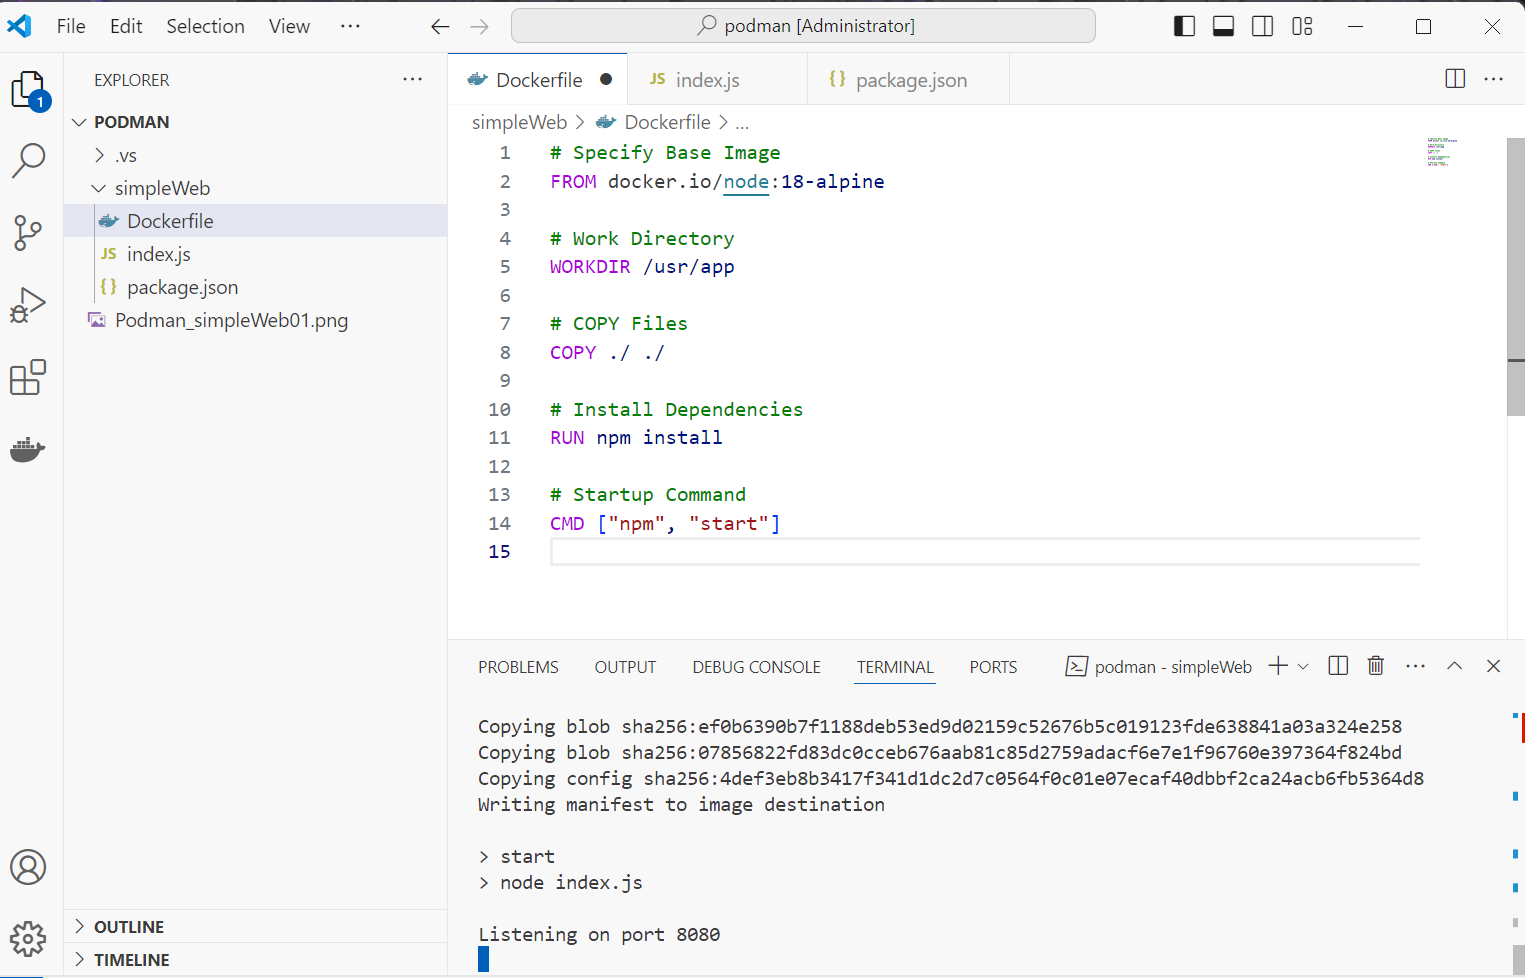 File Edit Selection View ···
podman [Administrator]
1
EXPLORER
PODMAN
.vs
simpleWeb
Dockerfile
JS index.js
{} package.json
Podman_simpleWeb01.png
OUTLINE
TIMELINE
Dockerfile
JS index.js
{} package.json
simpleWeb > Dockerfile > ...
1 # Specify Base Image
2 FROM docker.io/node:18-alpine
3
4 # Work Directory
5 WORKDIR /usr/app
6
7 # COPY Files
8 COPY ./ ./
9
10 # Install Dependencies
11 RUN npm install
12
13 # Startup Command
14 CMD ["npm", "start"]
15
PROBLEMS OUTPUT DEBUG CONSOLE TERMINAL PORTS podman - simpleWeb
Copying blob sha256:ef0b6390b7f1188deb53ed9d02159c52676b5c019123fde638841a03a324e258
Copying blob sha256:07856822fd83dc0cceb676aab81c85d2759adacf6e7e1f96760e397364f824bd
Copying config sha256:4def3eb8b3417f341d1dc2d7c0564f0c01e07ecaf40dbbf2ca24acb6fb5364d8
Writing manifest to image destination
> start
> node index.js
Listening on port 8080